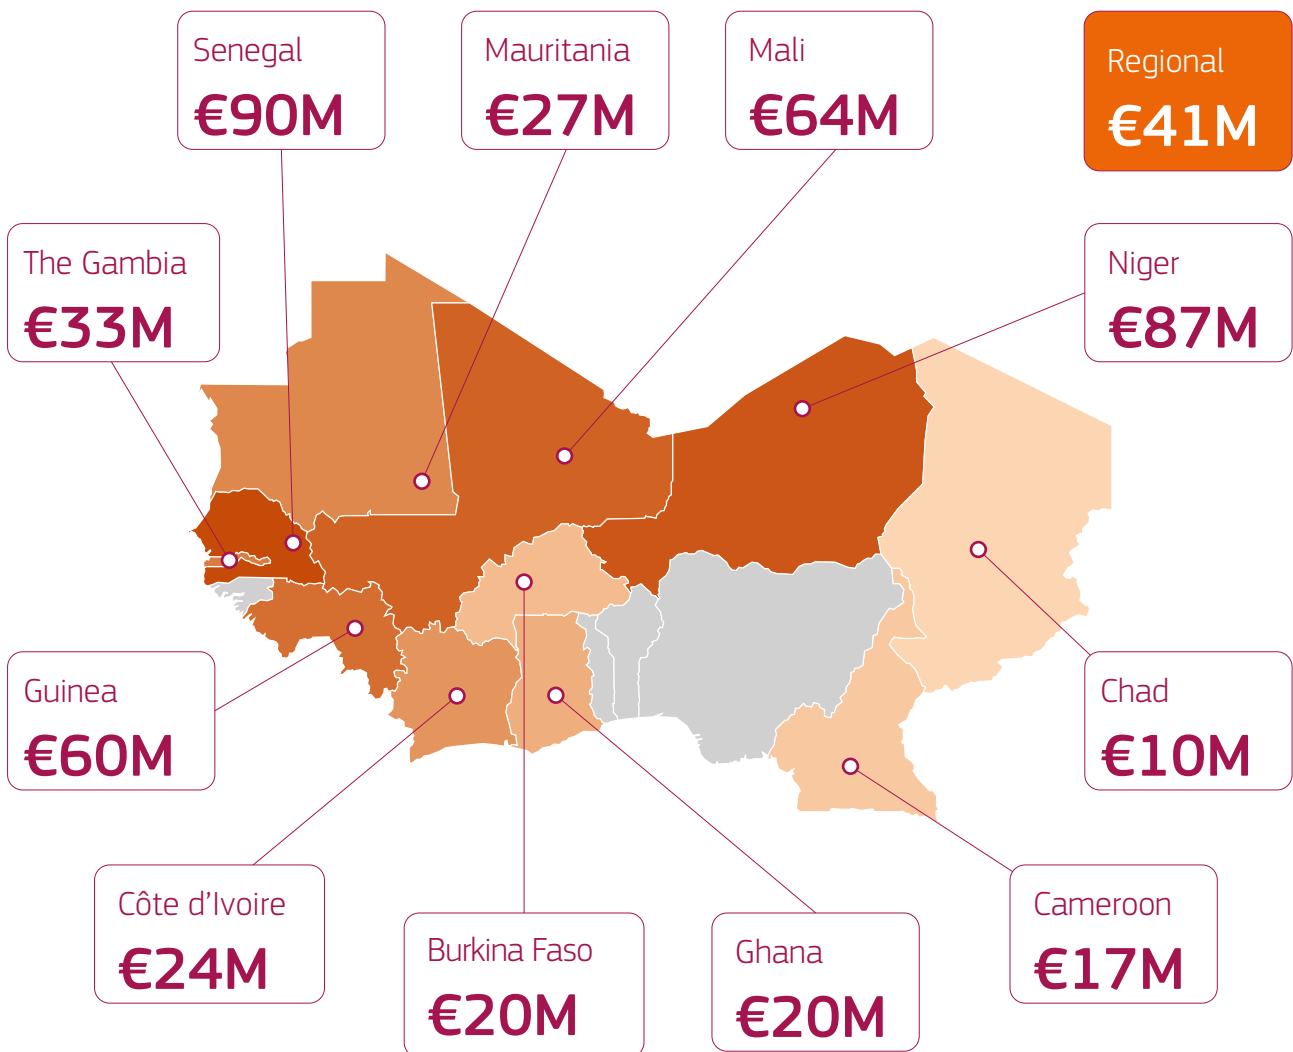 Senegal
€90M
Mauritania
€27M
Mali
€64M
Regional
€41M
The Gambia
€33M
Niger
€87M
Guinea
€60M
Chad
€10M
Côte d’Ivoire
€24M
Burkina Faso
€20M
Ghana
€20M
Cameroon
€17M